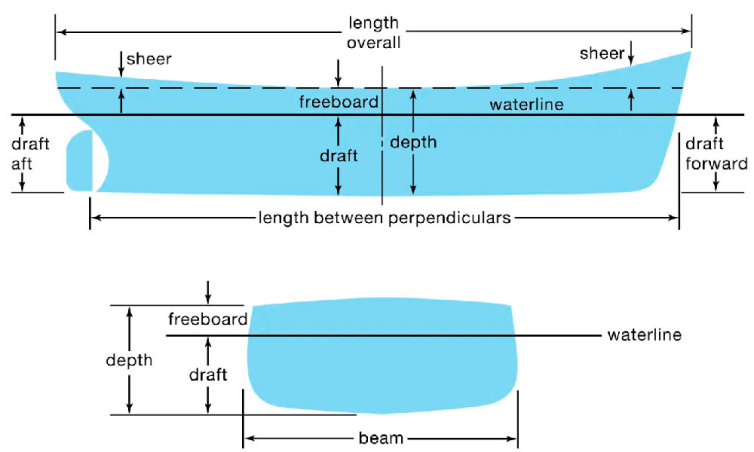 length
overall
sheer
sheer
freeboard
waterline
draft
aft
draft
depth
draft
forward
length between perpendiculars
freeboard
waterline
depth
draft
beam